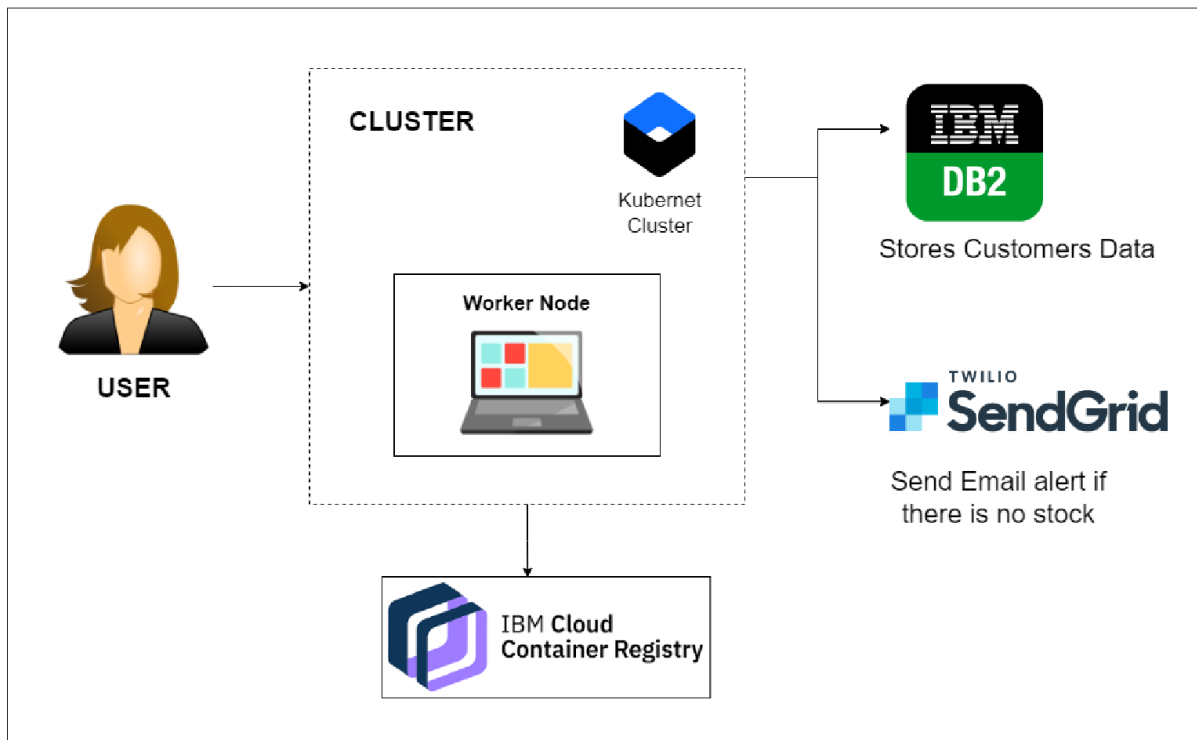 CLUSTER
Kubernet
Cluster
Worker Node
USER
IBM
DB2
Stores Customers Data
TWILIO
SendGrid
Send Email alert if
there is no stock
IBM Cloud
Container Registry